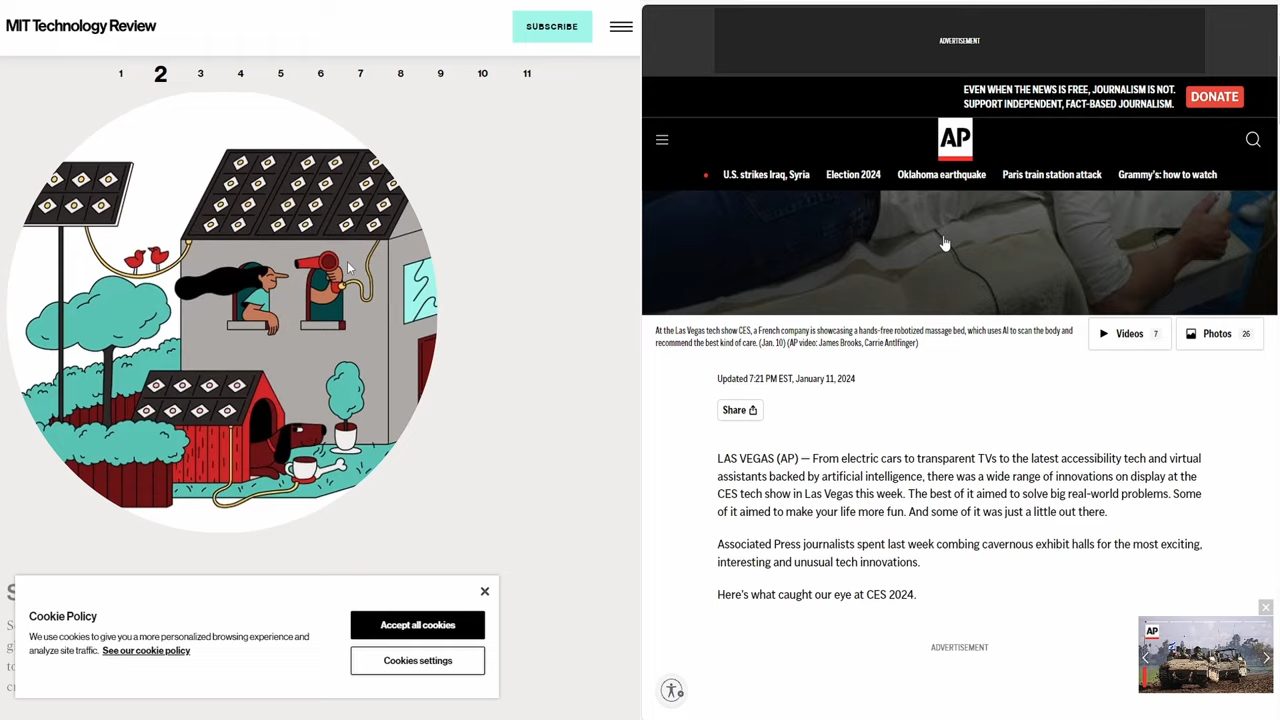 MIT Technology Review
SUBSCRIBE
1 2 3 4 5 6 7 8 9 10 11
Cookie Policy
We use cookies to give you a more personalized browsing experience and
analyze site traffic. See our cookie policy
Accept all cookies
Cookies settings
ADVERTISEMENT
EVEN WHEN THE NEWS IS FREE, JOURNALISM IS NOT.
SUPPORT INDEPENDENT, FACT-BASED JOURNALISM.
DONATE
AP
U.S. strikes Iraq, Syria Election 2024 Oklahoma earthquake Paris train station attack Grammy's: how to watch
At the Las Vegas tech show CES, a French company is showcasing a hands-free robotized massage bed, which uses AI to scan the body and
recommend the best kind of care. (Jan. 10) (AP video: James Brooks, Carrie Antlfinger)
Videos 7
Photos 26
Updated 7:21 PM EST, January 11, 2024
Share
LAS VEGAS (AP) — From electric cars to transparent TVs to the latest accessibility tech and virtual
assistants backed by artificial intelligence, there was a wide range of innovations on display at the
CES tech show in Las Vegas this week. The best of it aimed to solve big real-world problems. Some
of it aimed to make your life more fun. And some of it was just a little out there.
Associated Press journalists spent last week combing cavernous exhibit halls for the most exciting,
interesting and unusual tech innovations.
Here's what caught our eye at CES 2024.
ADVERTISEMENT
AP